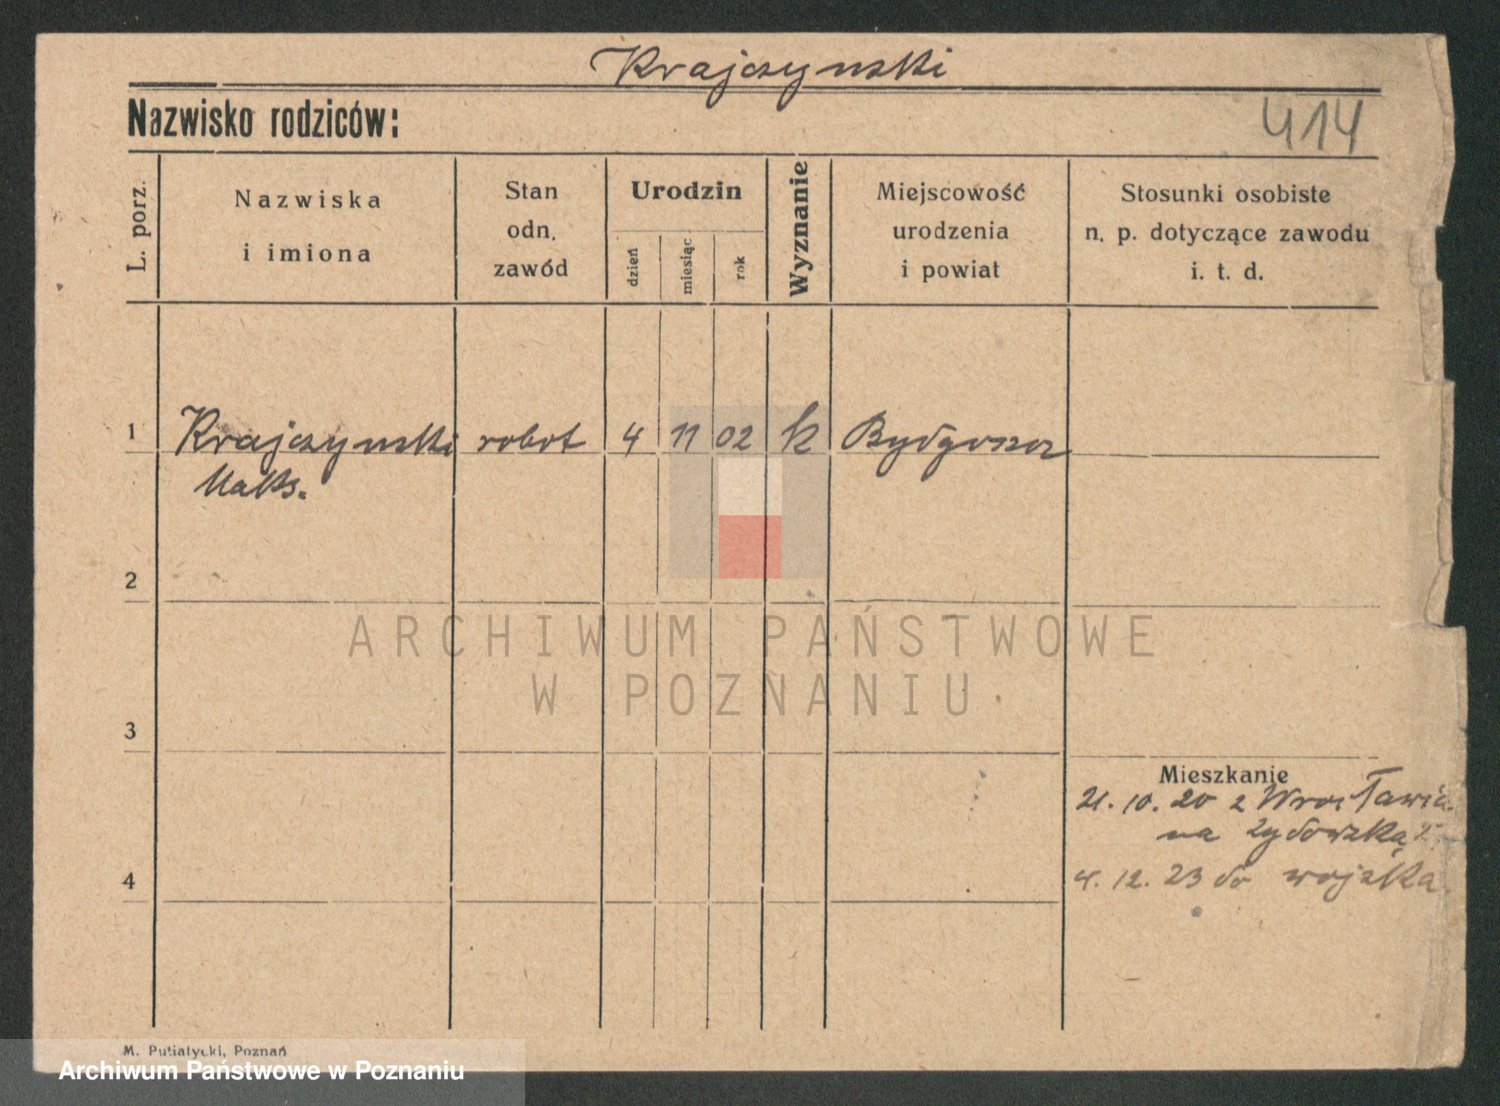 Krajczynski
Nazwisko rodziców:
414
L. porz.
Nazwiska
i imiona
Stan
odn.
zawód
Urodzin
dzień
miesiąc
rok
Wyznanie
Miejscowość
urodzenia
i powiat
Stosunki osobiste
n. p. dotyczące zawodu
i. t. d.
1 Krajczynski robot 4 11 02 k Bydgoszcz
Maks.
2
3
4
Mieszkanie
21. 10. 20 z Wrocławia
na Żydowską
4. 12. 23 do wojska
ARCHIWUM PAŃSTWOWE
W POZNANIU
M. Putiatycki, Poznań
Archiwum Państwowe w Poznaniu